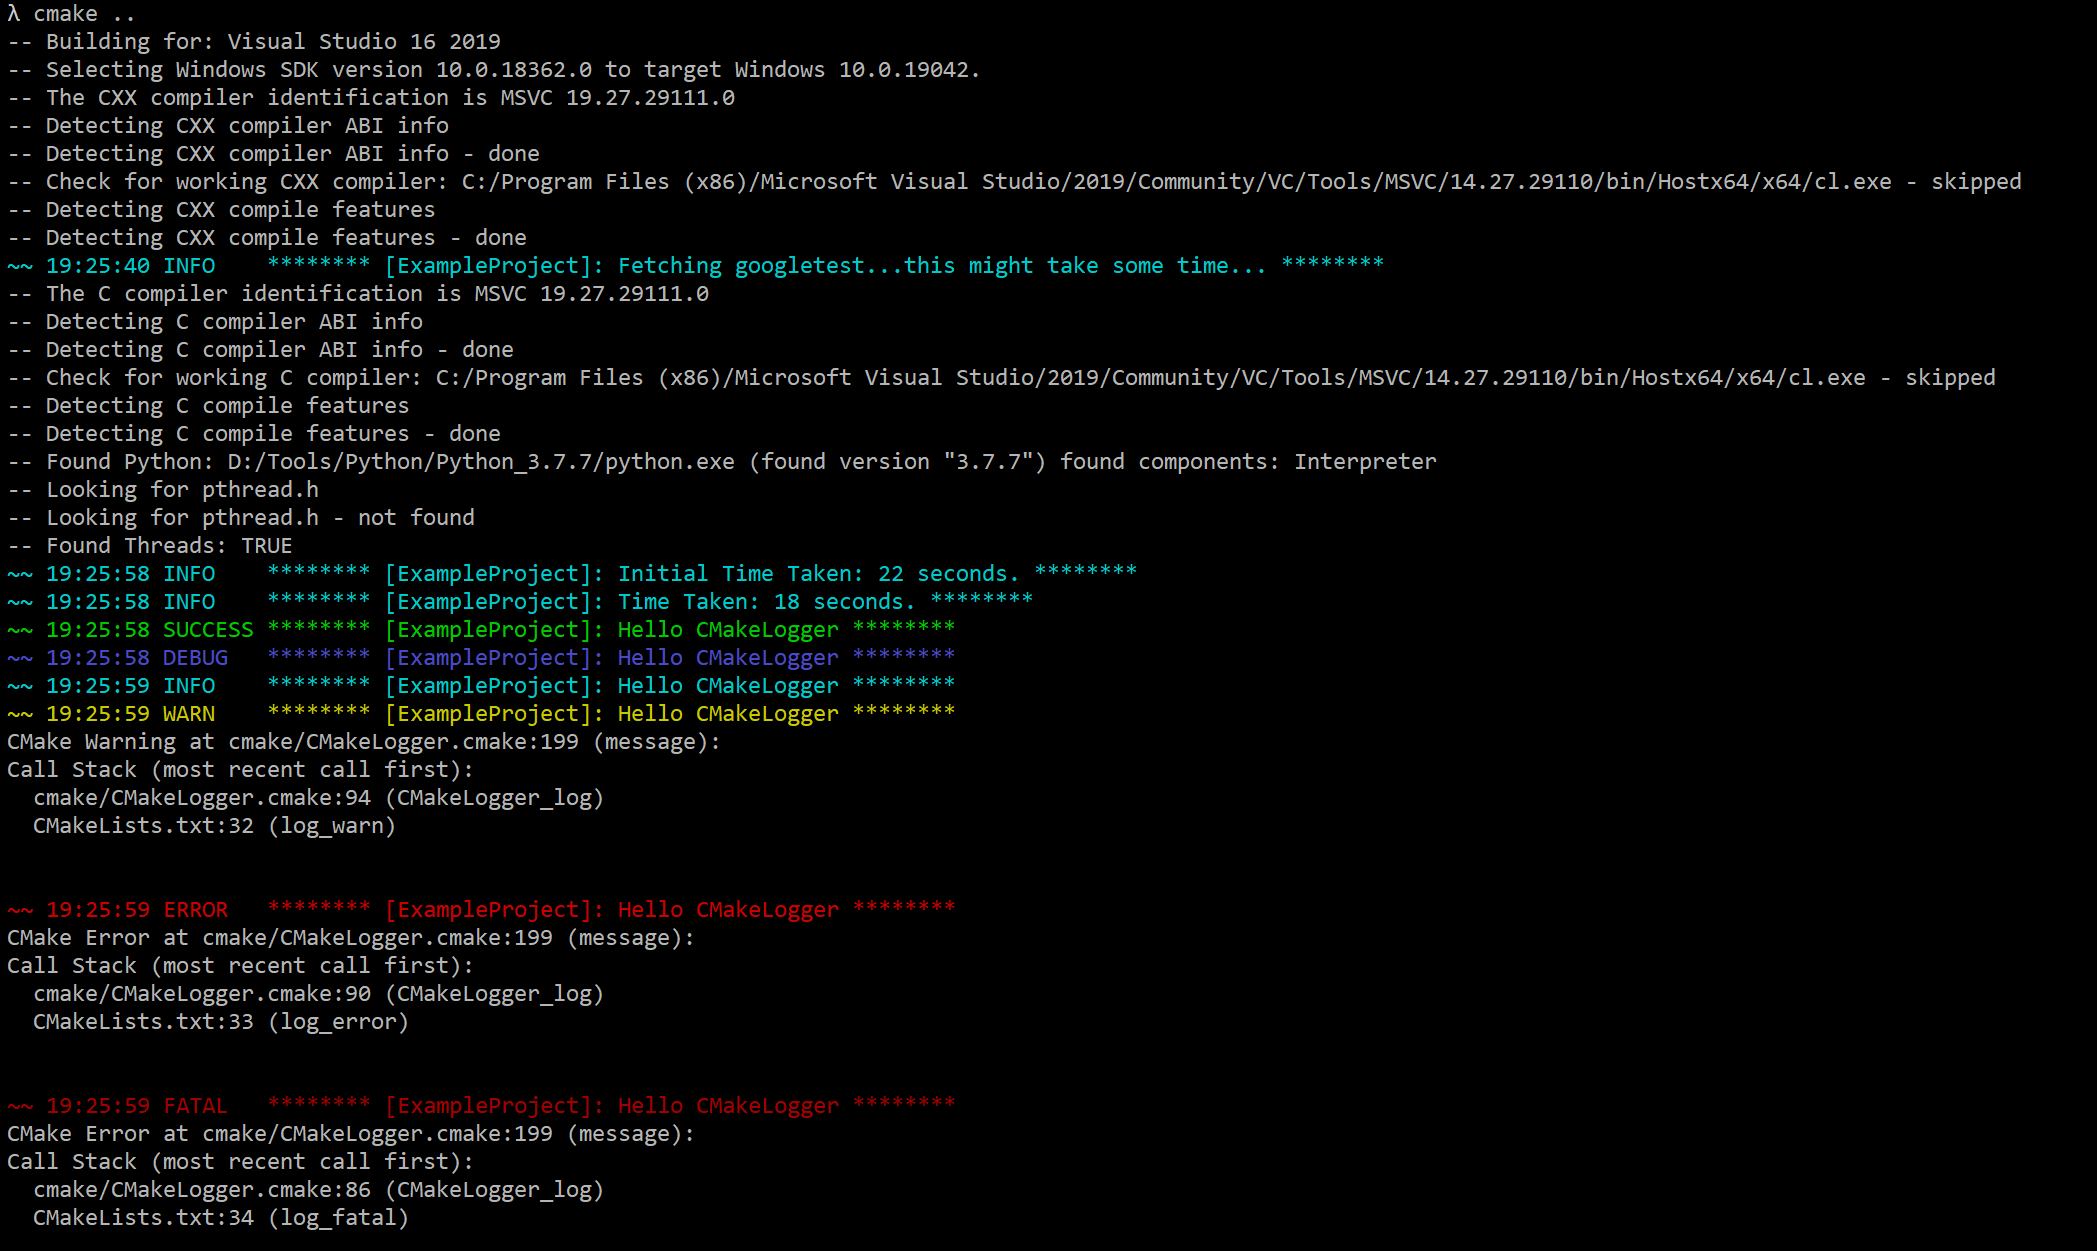 λ cmake ..
-- Building for: Visual Studio 16 2019
-- Selecting Windows SDK version 10.0.18362.0 to target Windows 10.0.19042.
-- The CXX compiler identification is MSVC 19.27.29111.0
-- Detecting CXX compiler ABI info
-- Detecting CXX compiler ABI info - done
-- Check for working CXX compiler: C:/Program Files (x86)/Microsoft Visual Studio/2019/Community/VC/Tools/MSVC/14.27.29110/bin/Hostx64/x64/cl.exe - skipped
-- Detecting CXX compile features
-- Detecting CXX compile features - done
~~ 19:25:40 INFO    ******** [ExampleProject]: Fetching googletest...this might take some time... ********
-- The C compiler identification is MSVC 19.27.29111.0
-- Detecting C compiler ABI info
-- Detecting C compiler ABI info - done
-- Check for working C compiler: C:/Program Files (x86)/Microsoft Visual Studio/2019/Community/VC/Tools/MSVC/14.27.29110/bin/Hostx64/x64/cl.exe - skipped
-- Detecting C compile features
-- Detecting C compile features - done
-- Found Python: D:/Tools/Python/Python_3.7.7/python.exe (found version "3.7.7") found components: Interpreter
-- Looking for pthread.h
-- Looking for pthread.h - not found
-- Found Threads: TRUE
~~ 19:25:58 INFO    ******** [ExampleProject]: Initial Time Taken: 22 seconds. ********
~~ 19:25:58 INFO    ******** [ExampleProject]: Time Taken: 18 seconds. ********
~~ 19:25:58 SUCCESS ******** [ExampleProject]: Hello CMakeLogger ********
~~ 19:25:58 DEBUG   ******** [ExampleProject]: Hello CMakeLogger ********
~~ 19:25:59 INFO    ******** [ExampleProject]: Hello CMakeLogger ********
~~ 19:25:59 WARN    ******** [ExampleProject]: Hello CMakeLogger ********
CMake Warning at cmake/CMakeLogger.cmake:199 (message):
Call Stack (most recent call first):
  cmake/CMakeLogger.cmake:94 (CMakeLogger_log)
  CMakeLists.txt:32 (log_warn)
~~ 19:25:59 ERROR   ******** [ExampleProject]: Hello CMakeLogger ********
CMake Error at cmake/CMakeLogger.cmake:199 (message):
Call Stack (most recent call first):
  cmake/CMakeLogger.cmake:90 (CMakeLogger_log)
  CMakeLists.txt:33 (log_error)
~~ 19:25:59 FATAL   ******** [ExampleProject]: Hello CMakeLogger ********
CMake Error at cmake/CMakeLogger.cmake:199 (message):
Call Stack (most recent call first):
  cmake/CMakeLogger.cmake:86 (CMakeLogger_log)
  CMakeLists.txt:34 (log_fatal)